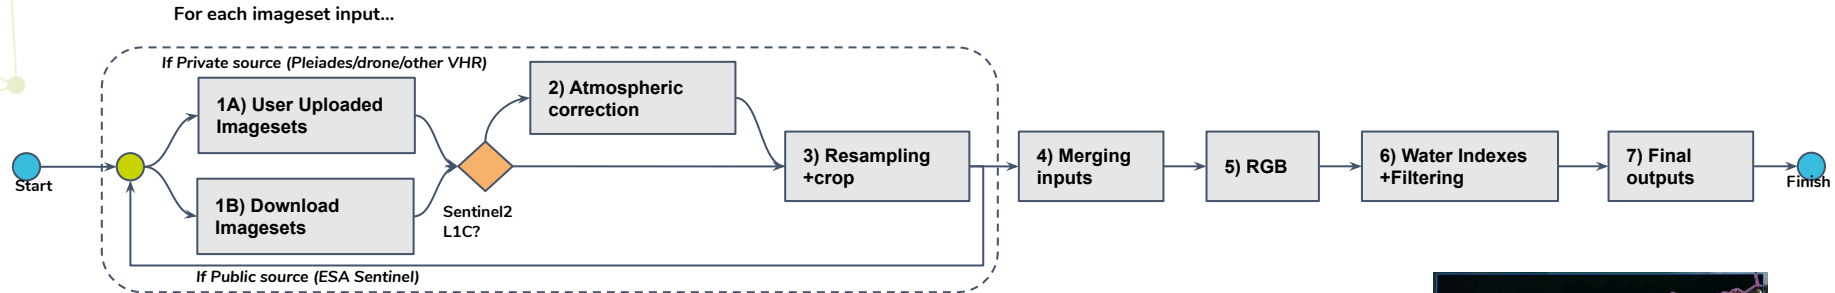 For each imageset input...
If Private source (Pleiades/drone/other VHR)
1A) User Uploaded
Imagesets
2) Atmospheric
correction
Start
1B) Download
Imagesets
Sentinel2
L1C?
If Public source (ESA Sentinel)
3) Resampling
+crop
4) Merging
inputs
5) RGB
6) Water Indexes
+Filtering
7) Final
outputs
Finish